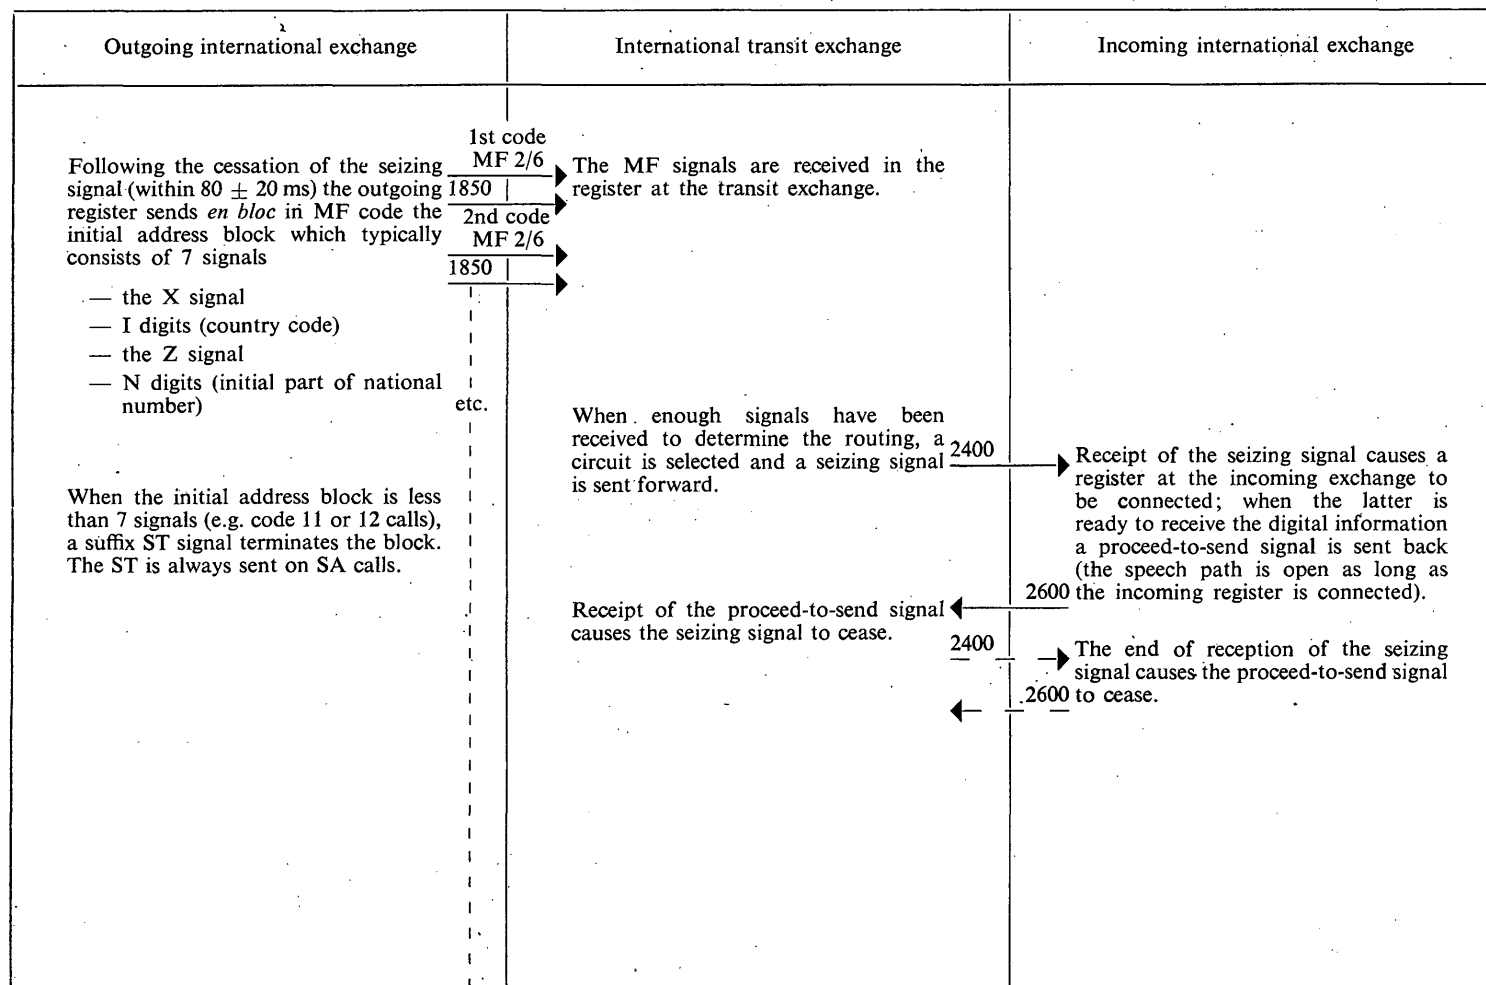 Outgoing international exchange
International transit exchange
Incoming international exchange
1st code
MF 2/6
1850
2nd code
MF 2/6
1850
etc.
Following the cessation of the seizing
signal (within 80 ± 20 ms) the outgoing
register sends en bloc in MF code the
initial address block which typically
consists of 7 signals
— the X signal
— I digits (country code)
— the Z signal
— N digits (initial part of national
number)
When the initial address block is less
than 7 signals (e.g. code 11 or 12 calls),
a suffix ST signal terminates the block.
The ST is always sent on SA calls.
The MF signals are received in the
register at the transit exchange.
When enough signals have been
received to determine the routing, a
circuit is selected and a seizing signal
is sent forward.
2400
Receipt of the seizing signal causes a
register at the incoming exchange to
be connected; when the latter is
ready to receive the digital information
a proceed-to-send signal is sent back
(the speech path is open as long as
the incoming register is connected).
2600
Receipt of the proceed-to-send signal
causes the seizing signal to cease.
2400
The end of reception of the seizing
signal causes the proceed-to-send signal
to cease.
2600